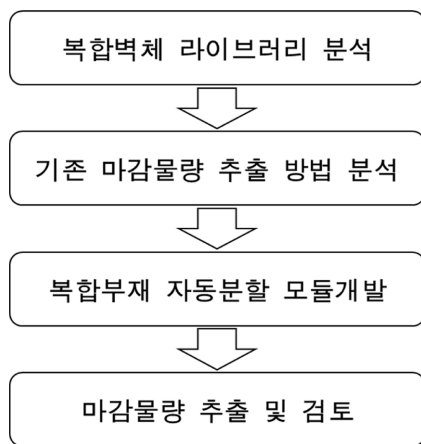 복합벽체 라이브러리 분석
기존 마감물량 추출 방법 분석
복합부재 자동분할 모듈개발
마감물량 추출 및 검토